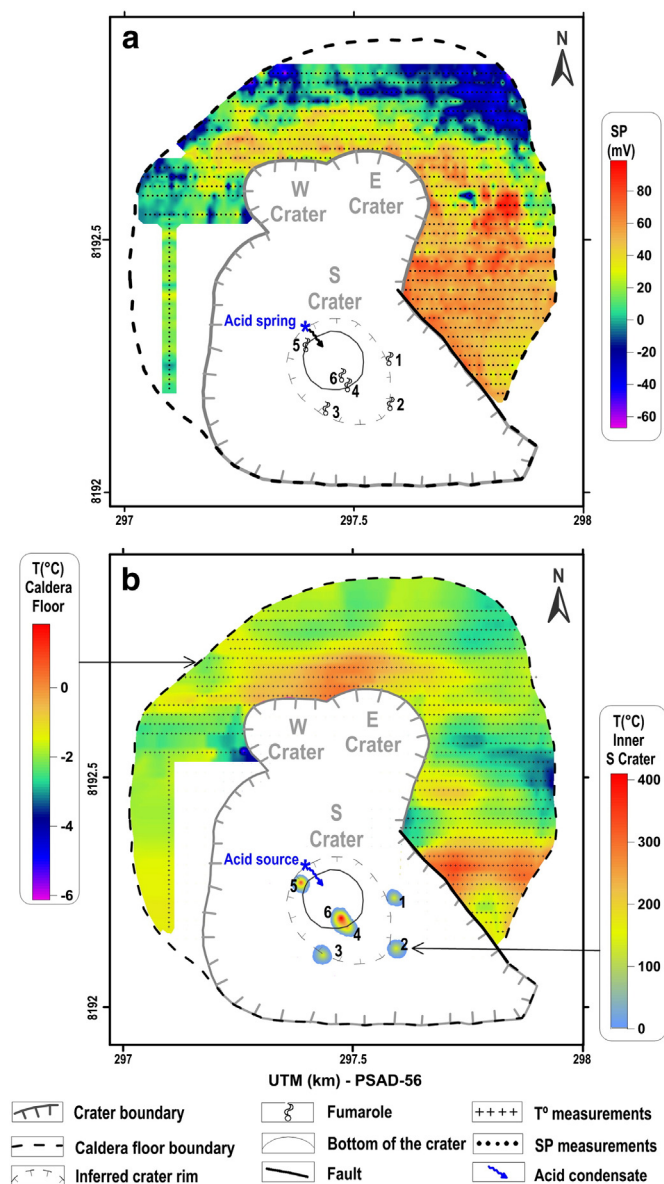 a
N
SP
(mV)
80
60
40
20
0
-20
-40
-60
W
Crater
E
Crater
S
Crater
Acid spring
5
1
6
4
2
3
8192.5
8192
297
297.5
298
b
N
T(°C)
Caldera
Floor
0
-2
-4
-6
W
Crater
E
Crater
S
Crater
Acid source
5
1
6
4
3
2
T(°C)
Inner
S Crater
400
300
200
100
0
8192.5
8192
297
297.5
298
UTM (km) - PSAD-56
Crater boundary
Fumarole
T° measurements
Caldera floor boundary
Bottom of the crater
SP measurements
Inferred crater rim
Fault
Acid condensate